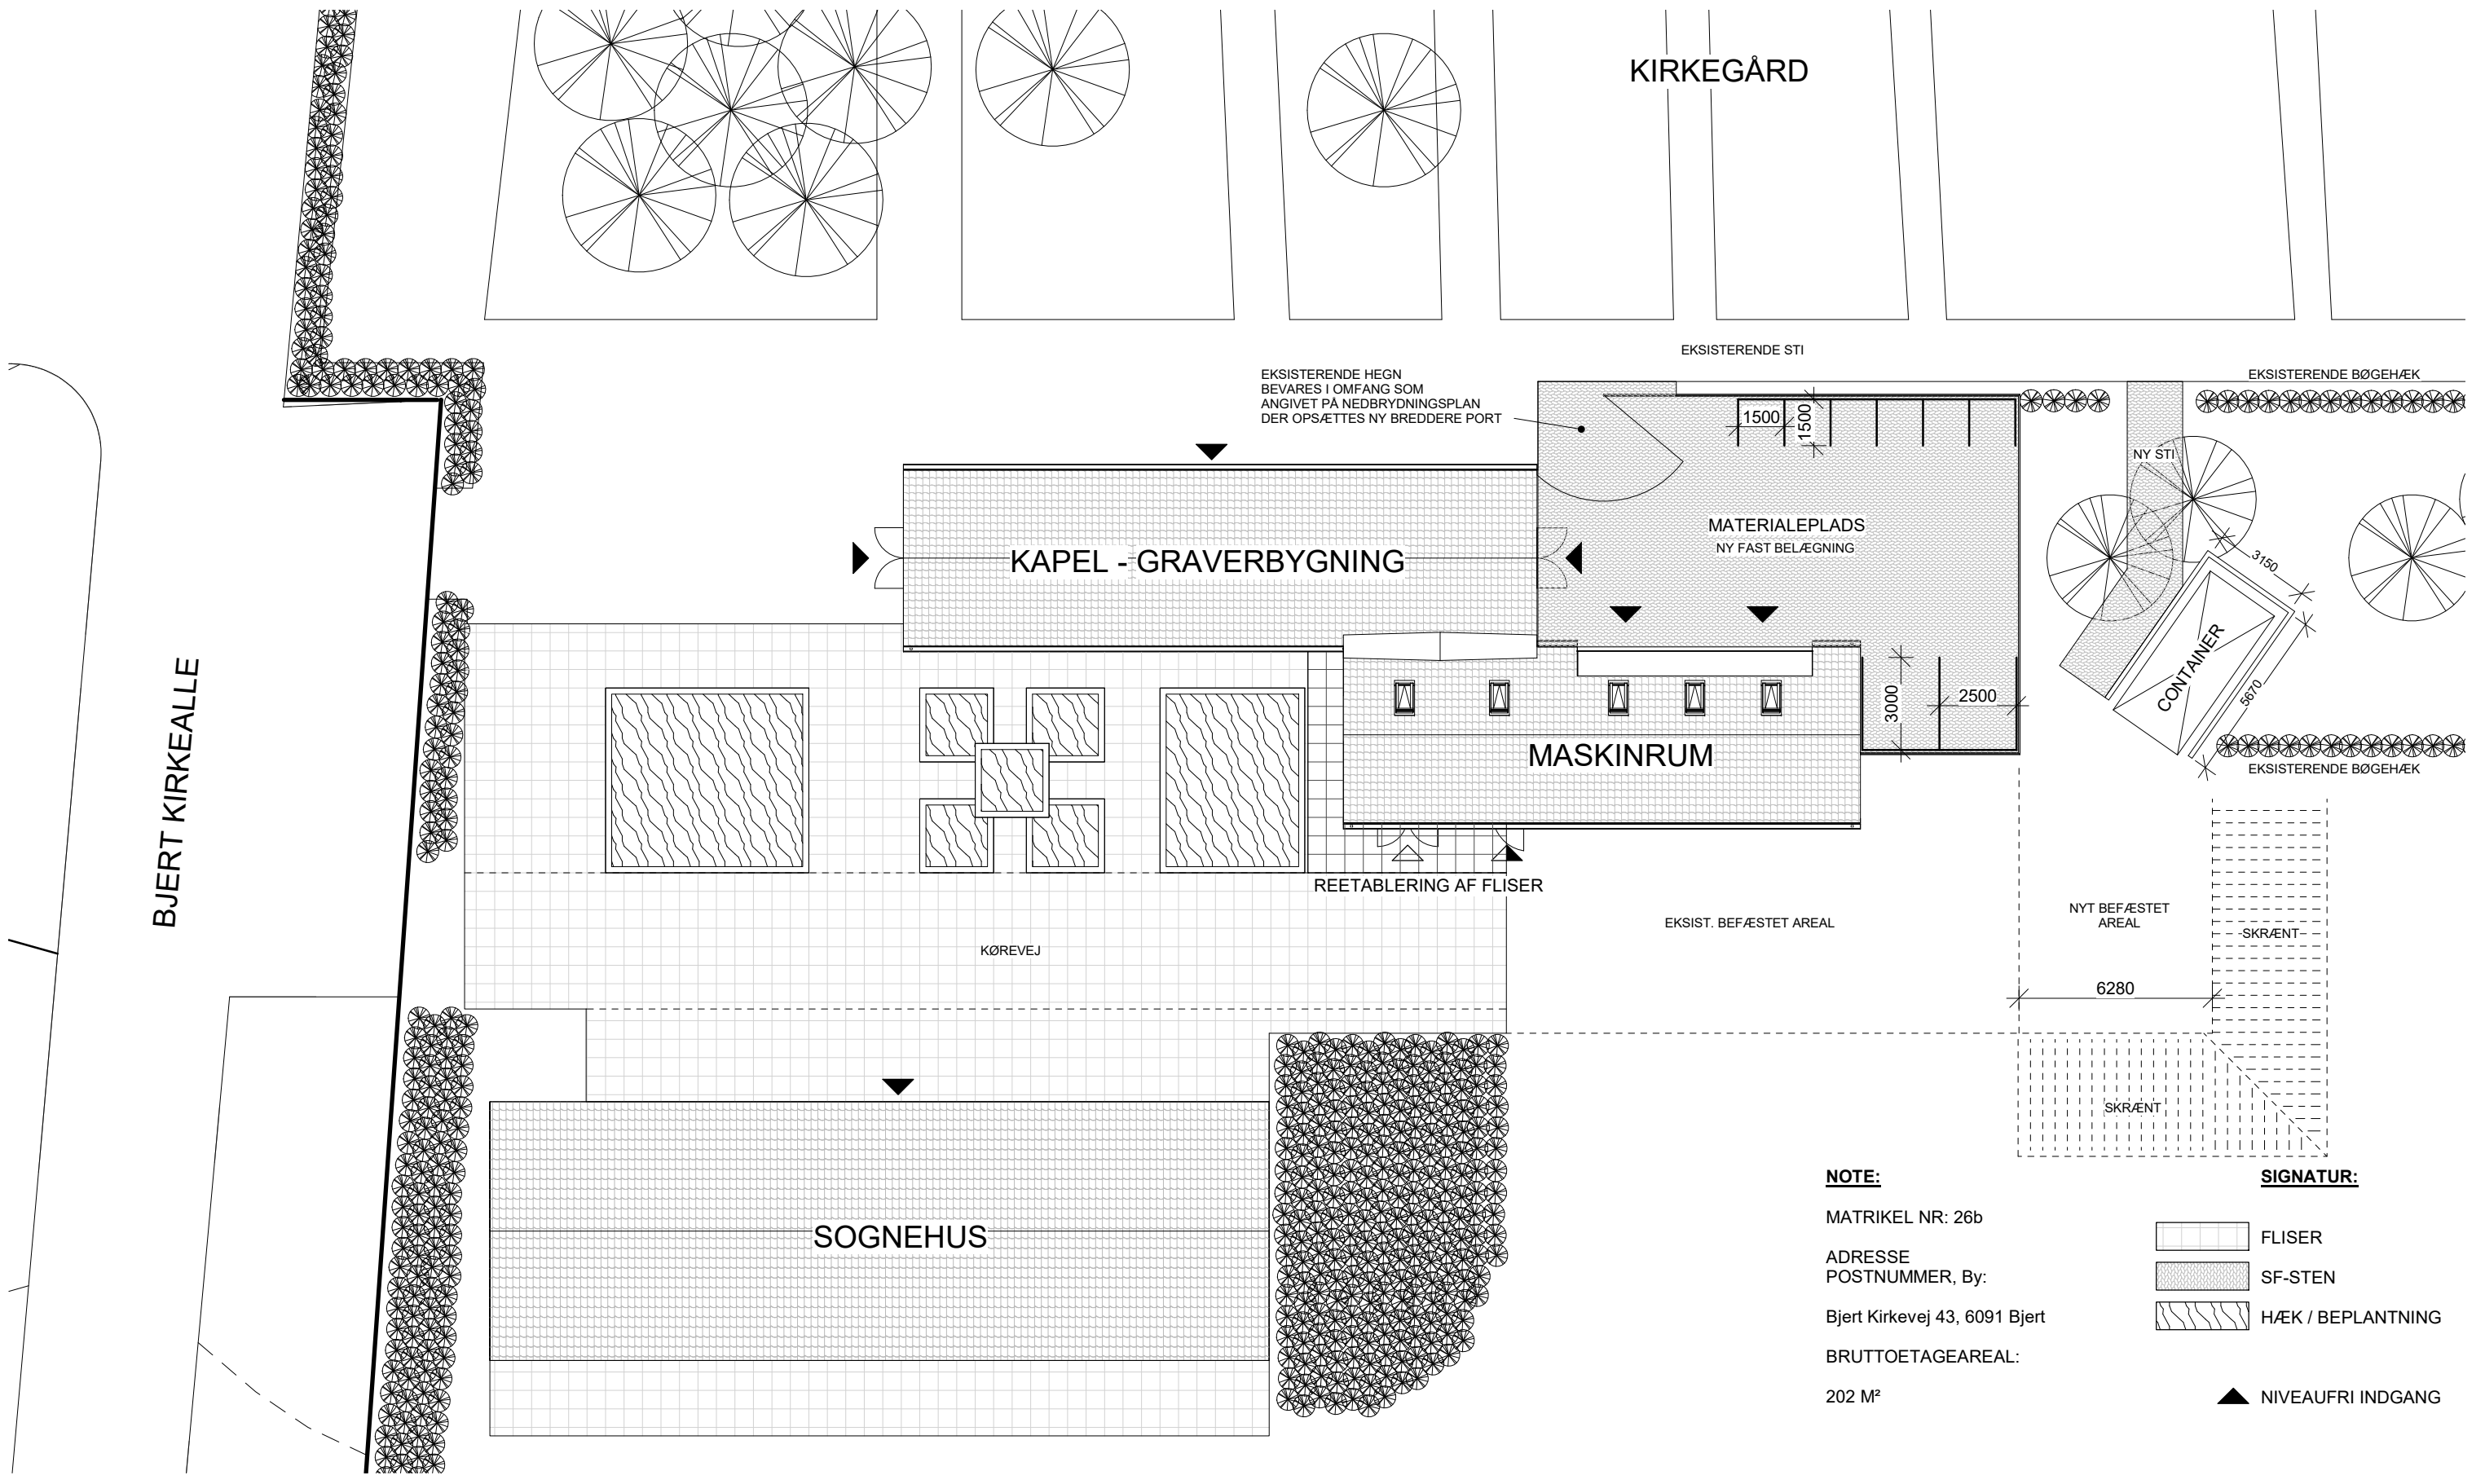 KIRKEGÅRD
EKSISTERENDE STI
EKSISTERENDE HEGN
BEVARES I OMFANG SOM
ANGIVET PÅ NEDBRYDNINGSPLAN
DER OPSÆTTES NY BREDDERE PORT
EKSISTERENDE BØGEHÆK
1500
1500
NY STI
MATERIALEPLADS
NY FAST BELÆGNING
KAPEL - GRAVERBYGNING
3150
CONTAINER
5670
3000
2500
MASKINRUM
EKSISTERENDE BØGEHÆK
BJERT KIRKEALLE
REETABLERING AF FLISER
KØREVEJ
EKSIST. BEFÆSTET AREAL
NYT BEFÆSTET
AREAL
SKRÆNT
6280
SKRÆNT
SOGNEHUS
NOTE:
MATRIKEL NR: 26b
ADRESSE
POSTNUMMER, By:
Bjert Kirkevej 43, 6091 Bjert
BRUTTOETAGEAREAL:
202 M²
SIGNATUR:
FLISER
SF-STEN
HÆK / BEPLANTNING
NIVEAUFRI INDGANG